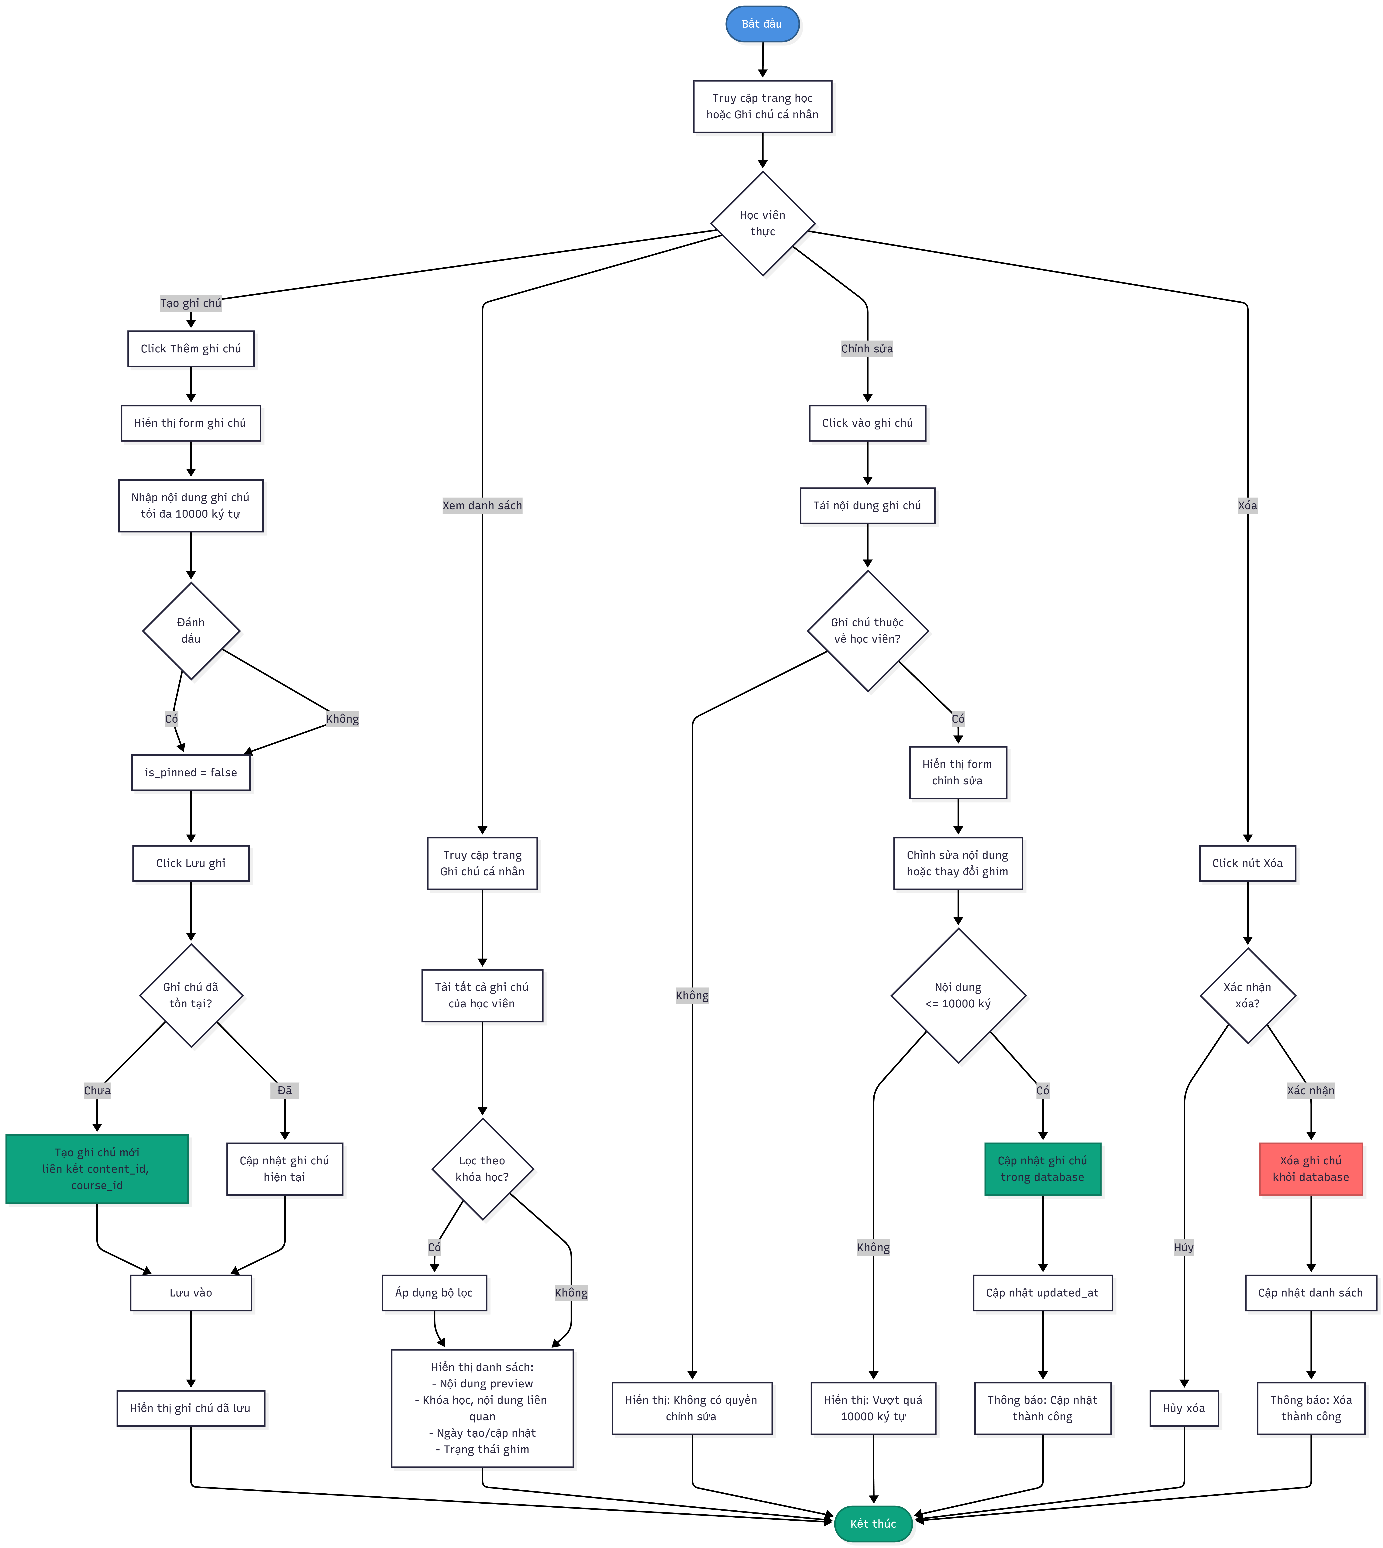 Bắt đầu
Truy cập trang học
hoặc Ghi chú cá nhân
Học viên
thực
Tạo ghi chú
Click Thêm ghi chú
Hiển thị form ghi chú
Nhập nội dung ghi chú
tối đa 10000 ký tự
Đánh
dấu
Có
Không
is_pinned = false
Click Lưu ghi
Ghi chú đã
tồn tại?
Chưa
Đã
Tạo ghi chú mới
liên kết content_id,
course_id
Cập nhật ghi chú
hiện tại
Lưu vào
Hiển thị ghi chú đã lưu
Xem danh sách
Truy cập trang
Ghi chú cá nhân
Tải tất cả ghi chú
của học viên
Lọc theo
khóa học?
Có
Không
Áp dụng bộ lọc
Hiển thị danh sách:
- Nội dung preview
- Khóa học, nội dung liên
quan
- Ngày tạo/cập nhật
- Trạng thái ghim
Chỉnh sửa
Click vào ghi chú
Tải nội dung ghi chú
Ghi chú thuộc
về học viên?
Không
Có
Hiển thị form
chỉnh sửa
Chỉnh sửa nội dung
hoặc thay đổi ghim
Nội dung
<= 10000 ký
Không
Có
Cập nhật ghi chú
trong database
Cập nhật updated_at
Hiển thị: Không có quyền
chỉnh sửa
Hiển thị: Vượt quá
10000 ký tự
Thông báo: Cập nhật
thành công
Xóa
Click nút Xóa
Xác nhận
xóa?
Hủy
Xác nhận
Xóa ghi chú
khỏi database
Cập nhật danh sách
Hủy xóa
Thông báo: Xóa
thành công
Kết thúc